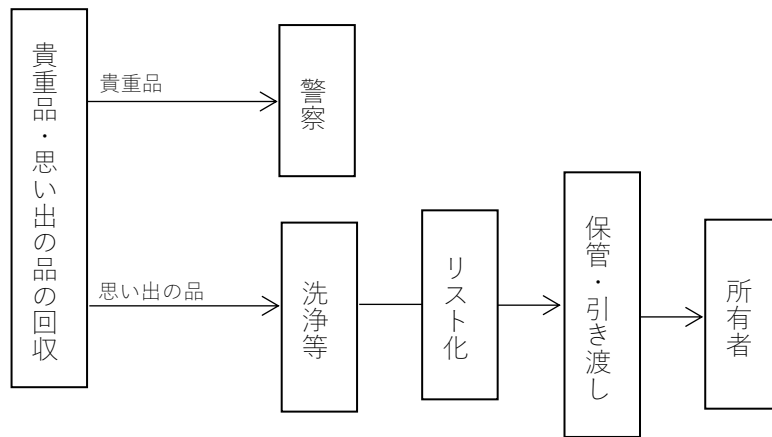 貴重品・思い出の品の回収
貴重品
警察
思い出の品
洗浄等
リスト化
保管・引き渡し
所有者